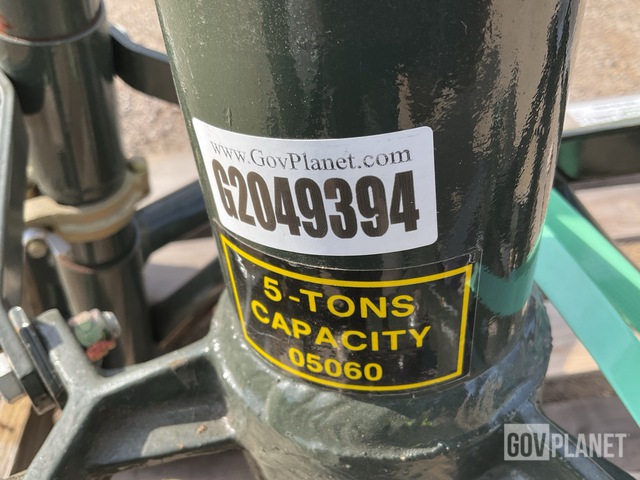 www.GovPlanet.com
G2049394
5-TONS
CAPACITY
05060
GOVPLANET